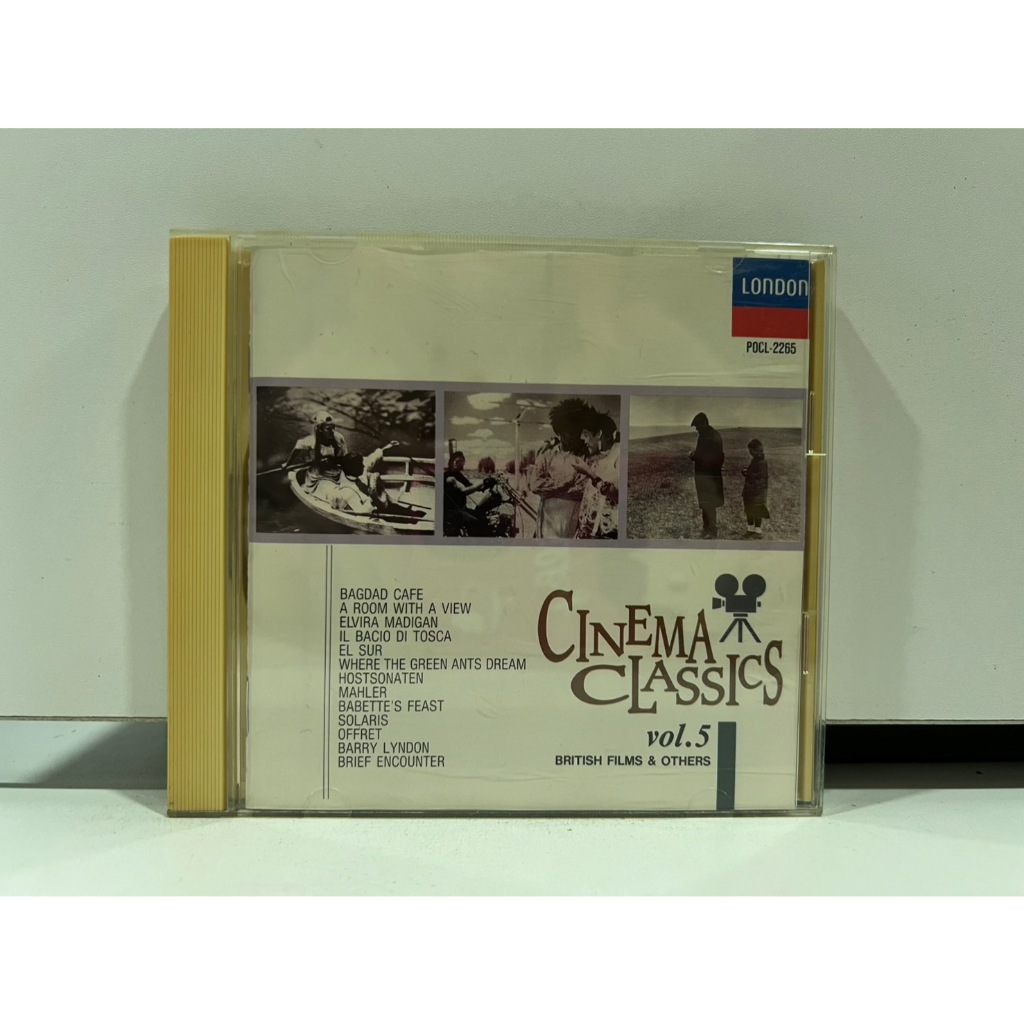 LONDON
POCL-2265
BAGDAD CAFE
A ROOM WITH A VIEW
ELVIRA MADIGAN
IL BACIO DI TOSCA
EL SUR
WHERE THE GREEN ANTS DREAM
HOSTSONATEN
MAHLER
BABETTE'S FEAST
SOLARIS
OFFRET
BARRY LYNDON
BRIEF ENCOUNTER
CINEMA
CLASSICS
vol.5
BRITISH FILMS & OTHERS